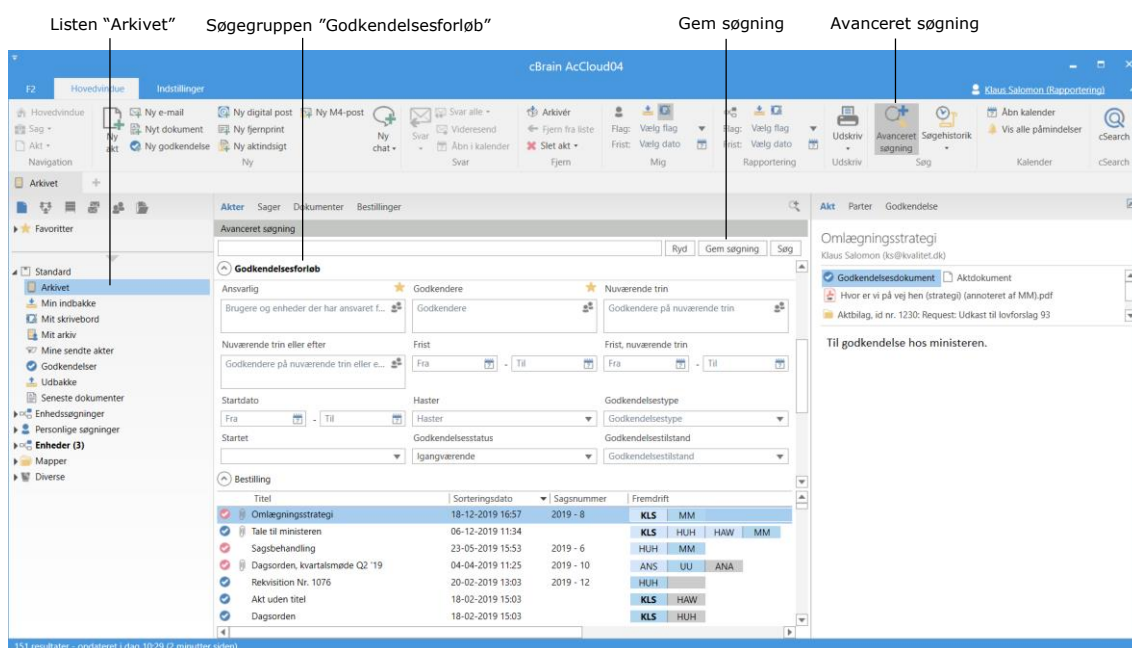 Listen “Arkivet”
Søgegruppen ”Godkendelsesforløb”
Gem søgning
Avanceret søgning
cBrain AcCloud04
F2 Hovedvindue Indstillinger
Klaus Salomon (Rapportering)
Hovedvindue
Sag
Akt
Navigation
Ny akt
Ny e-mail
Nyt dokument
Ny godkendelse
Ny digital post
Ny fjernprint
Ny aktindsigt
Ny M4-post
Ny chat
Ny
Svar
Svar alle
Videresend
Åbn i kalender
Svar
Arkivér
Fjern fra liste
Slet akt
Fjern
Flag: Vælg flag
Frist: Vælg dato
Mig
Flag: Vælg flag
Frist: Vælg dato
Rapportering
Udskriv
Udskriv
Avanceret søgning
Søgehistorik
Søg
Åbn kalender
Vis alle påmindelser
Kalender
cSearch
cSearch
Arkivet
Favoritter
Standard
Arkivet
Min indbakke
Mit skrivebord
Mit arkiv
Mine sendte akter
Godkendelser
Udbakke
Seneste dokumenter
Enhedssøgninger
Personlige søgninger
Enheder (3)
Mapper
Diverse
Akter Sager Dokumenter Bestillinger
Avanceret søgning
Ryd Gem søgning Søg
Godkendelsesforløb
Ansvarlig Godkendere Nuværende trin
Brugere og enheder der har ansvaret f... Godkendere Godkendere på nuværende trin
Nuværende trin eller efter Frist Frist, nuværende trin
Godkendere på nuværende trin eller e... Fra - Til Fra - Til
Startdato Haster Godkendelsestype
Fra - Til Haster Godkendelsestype
Startet Godkendelsesstatus Godkendelsestilstand
Igangværende Godkendelsestilstand
Bestilling
Titel Sorteringsdato Sagsnummer Fremdrift
Omlægningsstrategi 18-12-2019 16:57 2019 - 8 KLS MM
Tale til ministeren 06-12-2019 11:34 KLS HUH HAW MM
Sagsbehandling 23-05-2019 15:53 2019 - 6 HUH MM
Dagsorden, kvartalsmøde Q2 '19 04-04-2019 11:25 2019 - 10 ANS UU ANA
Rekvisition Nr. 1076 20-02-2019 13:03 2019 - 12 HUH
Akt uden titel 18-02-2019 15:03 KLS HAW
Dagsorden 18-02-2019 15:03 KLS HUH
Akt Parter Godkendelse
Omlægningsstrategi
Klaus Salomon (ks@kvalitet.dk)
Godkendelsesdokument Aktdokument
Hvor er vi på vej hen (strategi) (annoteret af MM).pdf
Aktbilag, id nr. 1230: Request: Udkast til lovforslag 93
Til godkendelse hos ministeren.
151 resultater - opdateret i dag 10:29 (2 minutter siden)